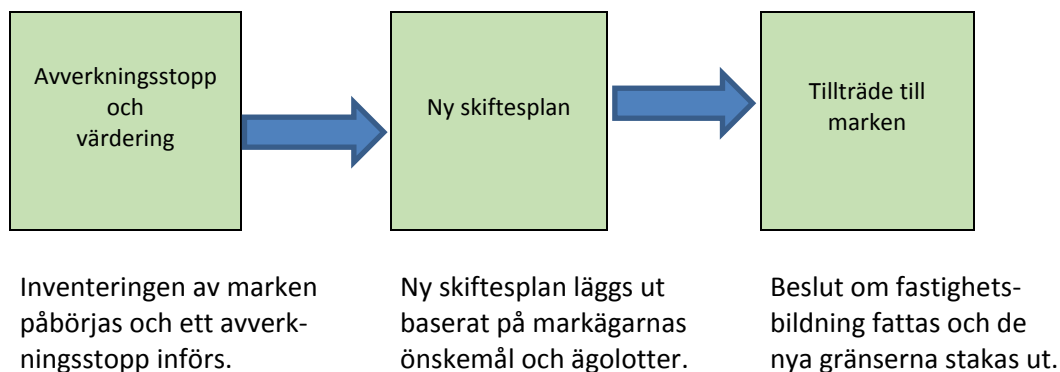 Avverkningsstopp
och
värdering
Ny skiftesplan
Tillträde till
marken
Inventeringen av marken
påbörjas och ett avverk-
ningsstopp införs.
Ny skiftesplan läggs ut
baserat på markägarnas
önskemål och ägolotter.
Beslut om fastighets-
bildning fattas och de
nya gränserna stakas ut.